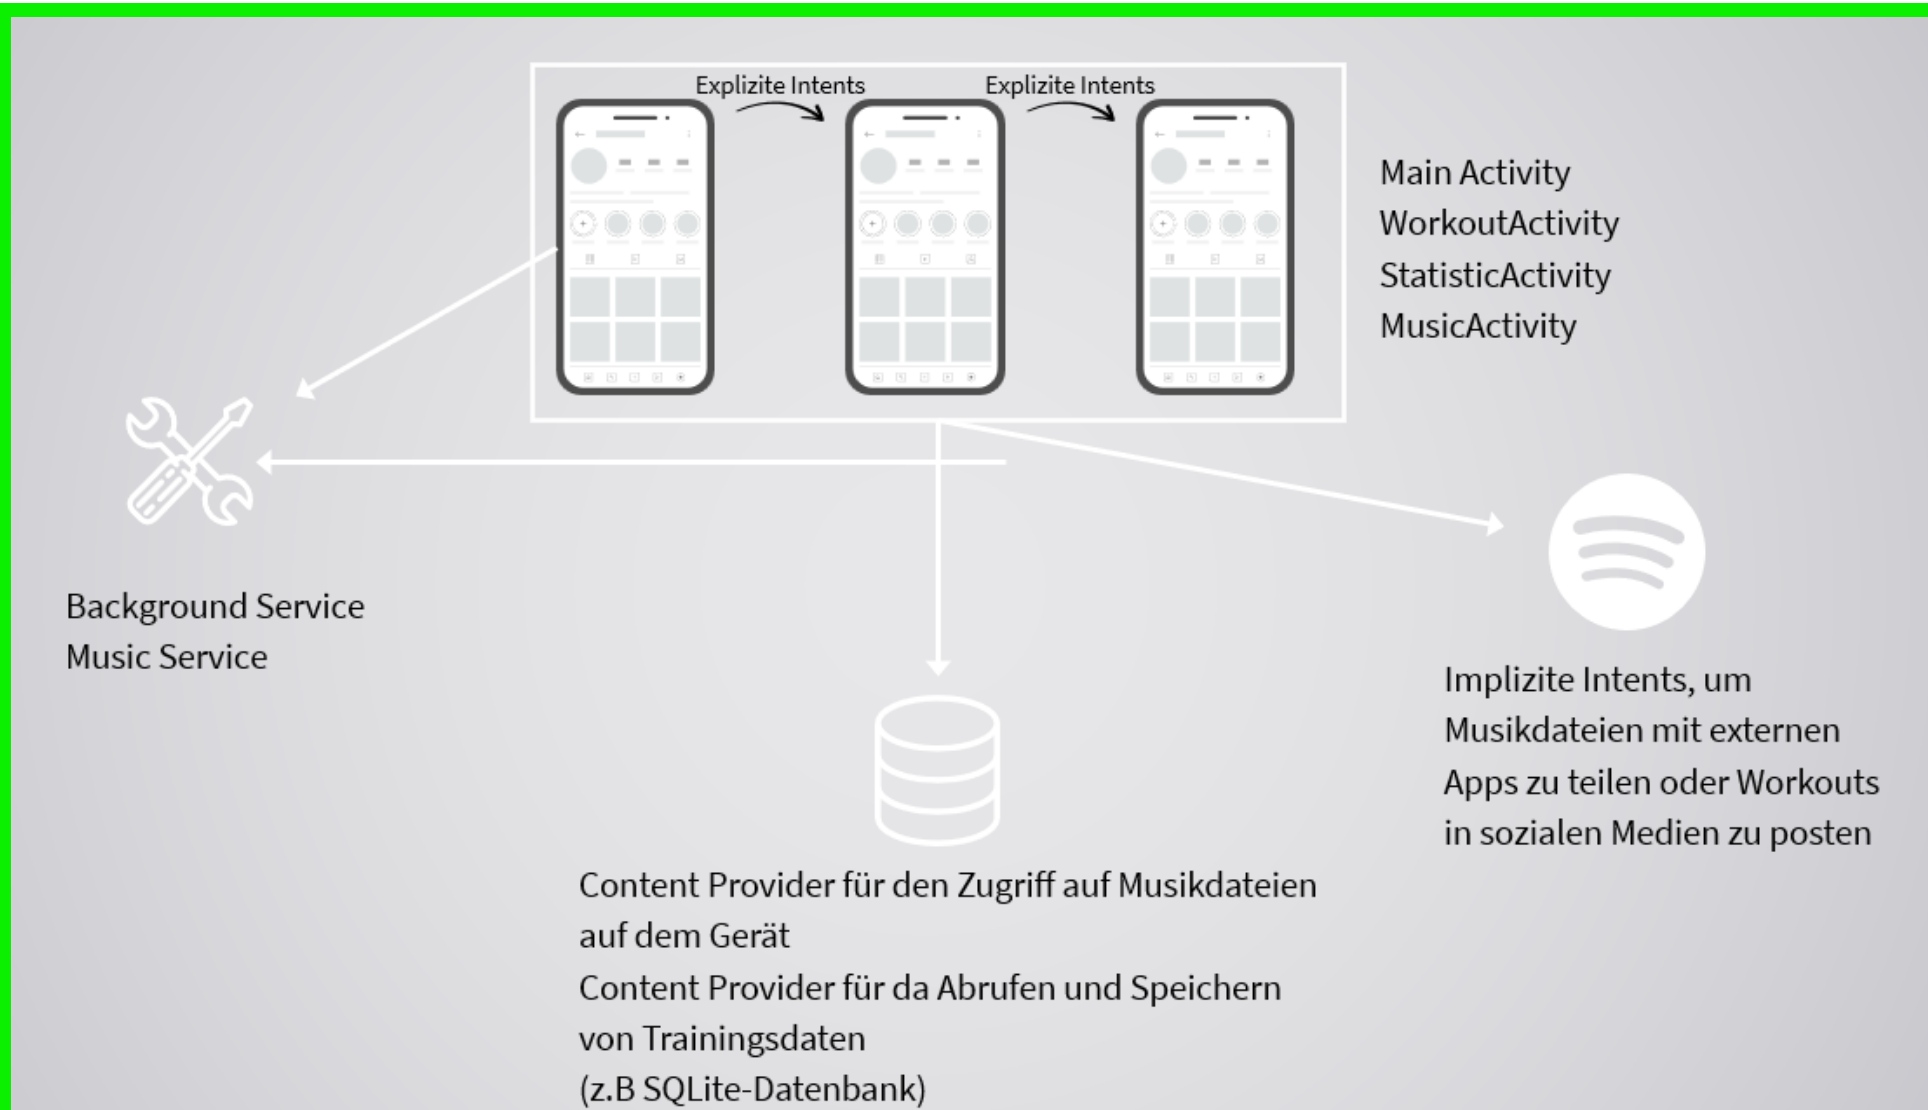 Explizite Intents
Explizite Intents
Main Activity
WorkoutActivity
StatisticActivity
MusicActivity
Background Service
Music Service
Implizite Intents, um
Musikdateien mit externen
Apps zu teilen oder Workouts
in sozialen Medien zu posten
Content Provider für den Zugriff auf Musikdateien
auf dem Gerät
Content Provider für da Abrufen und Speichern
von Trainingsdaten
(z.B SQLite-Datenbank)